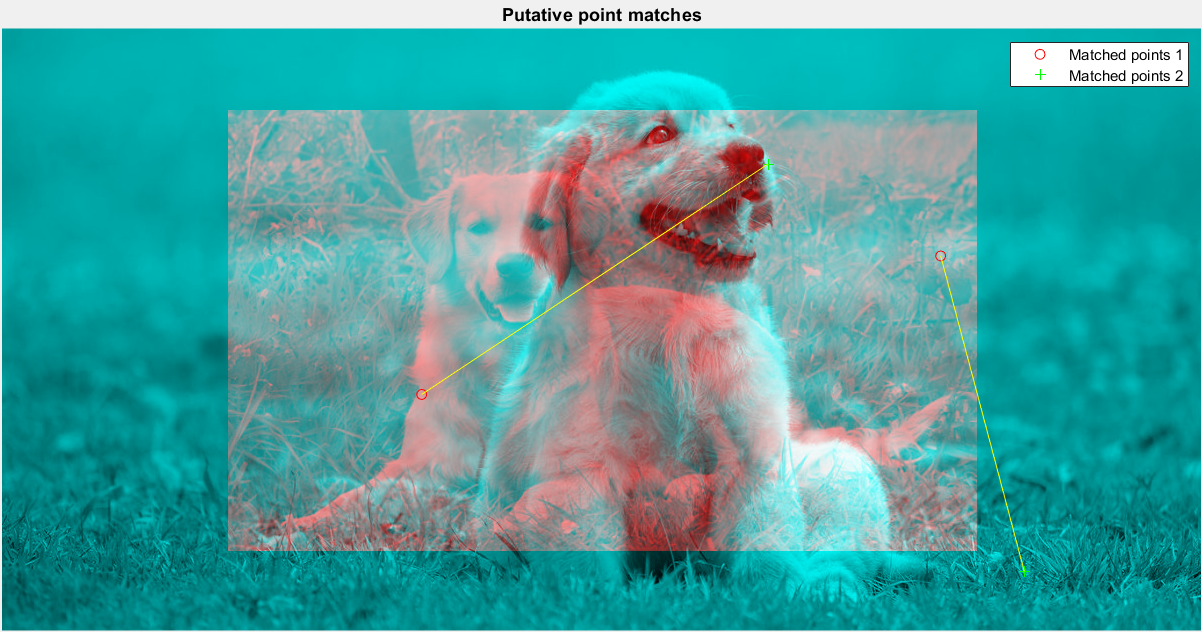 Putative point matches
Matched points 1
Matched points 2